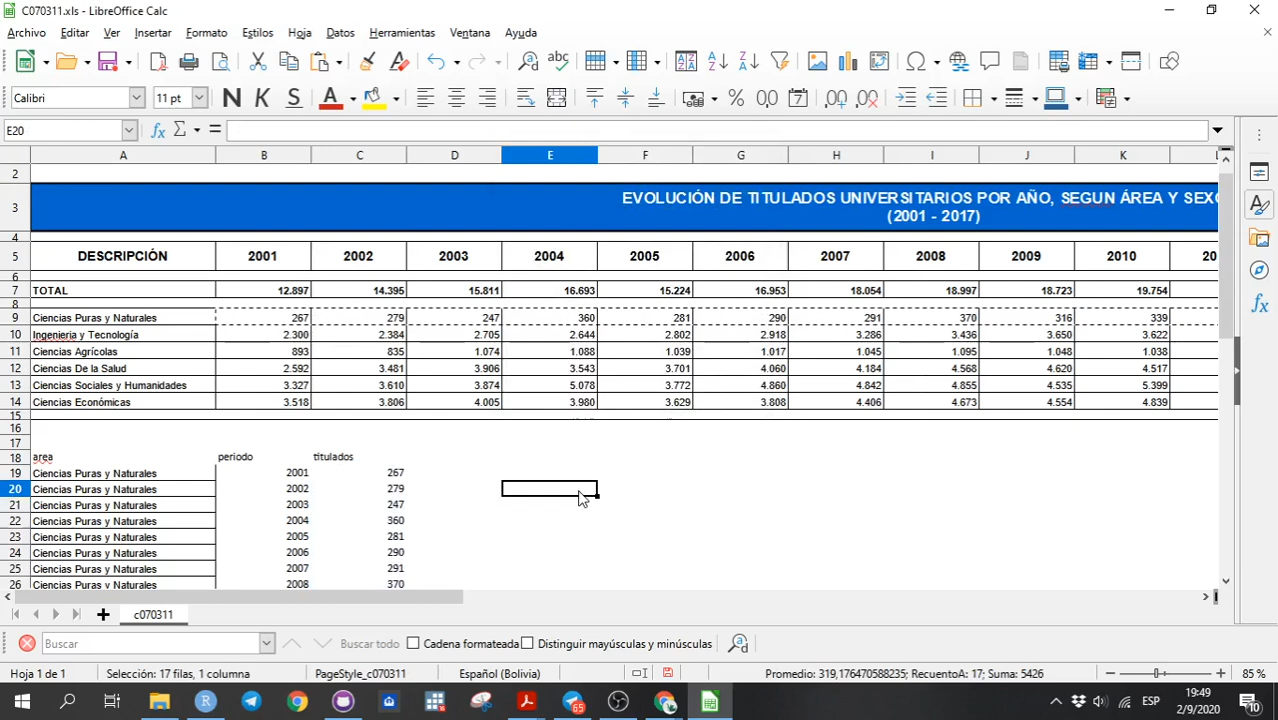 C070311.xls - LibreOffice Calc
Archivo Editar Ver Insertar Formato Estilos Hoja Datos Herramientas Ventana Ayuda
Calibri 11 pt N K S
E20
A B C D E F G H I J K
2
3 EVOLUCIÓN DE TITULADOS UNIVERSITARIOS POR AÑO, SEGUN ÁREA Y SEXO
(2001 - 2017)
4
5 DESCRIPCIÓN 2001 2002 2003 2004 2005 2006 2007 2008 2009 2010 20
6
7 TOTAL 12.897 14.395 15.811 16.693 15.224 16.953 18.054 18.997 18.723 19.754
8
9 Ciencias Puras y Naturales 267 279 247 360 281 290 291 370 316 339
10 Ingenieria y Tecnología 2.300 2.384 2.705 2.644 2.802 2.918 3.286 3.436 3.650 3.622
11 Ciencias Agrícolas 893 835 1.074 1.088 1.039 1.017 1.045 1.095 1.048 1.038
12 Ciencias De la Salud 2.592 3.481 3.906 3.543 3.701 4.060 4.184 4.568 4.620 4.517
13 Ciencias Sociales y Humanidades 3.327 3.610 3.874 5.078 3.772 4.860 4.842 4.855 4.535 5.399
14 Ciencias Económicas 3.518 3.806 4.005 3.980 3.629 3.808 4.406 4.673 4.554 4.839
15
16
17
18 area periodo titulados
19 Ciencias Puras y Naturales 2001 267
20 Ciencias Puras y Naturales 2002 279
21 Ciencias Puras y Naturales 2003 247
22 Ciencias Puras y Naturales 2004 360
23 Ciencias Puras y Naturales 2005 281
24 Ciencias Puras y Naturales 2006 290
25 Ciencias Puras y Naturales 2007 291
26 Ciencias Puras y Naturales 2008 370
c070311
Buscar Buscar todo Cadena formateada Distinguir mayúsculas y minúsculas
Hoja 1 de 1 Selección: 17 filas, 1 columna PageStyle_c070311 Español (Bolivia) Promedio: 319,176470588235; RecuentoA: 17; Suma: 5426 85 %
65 ESP 19:49
2/9/2020 10